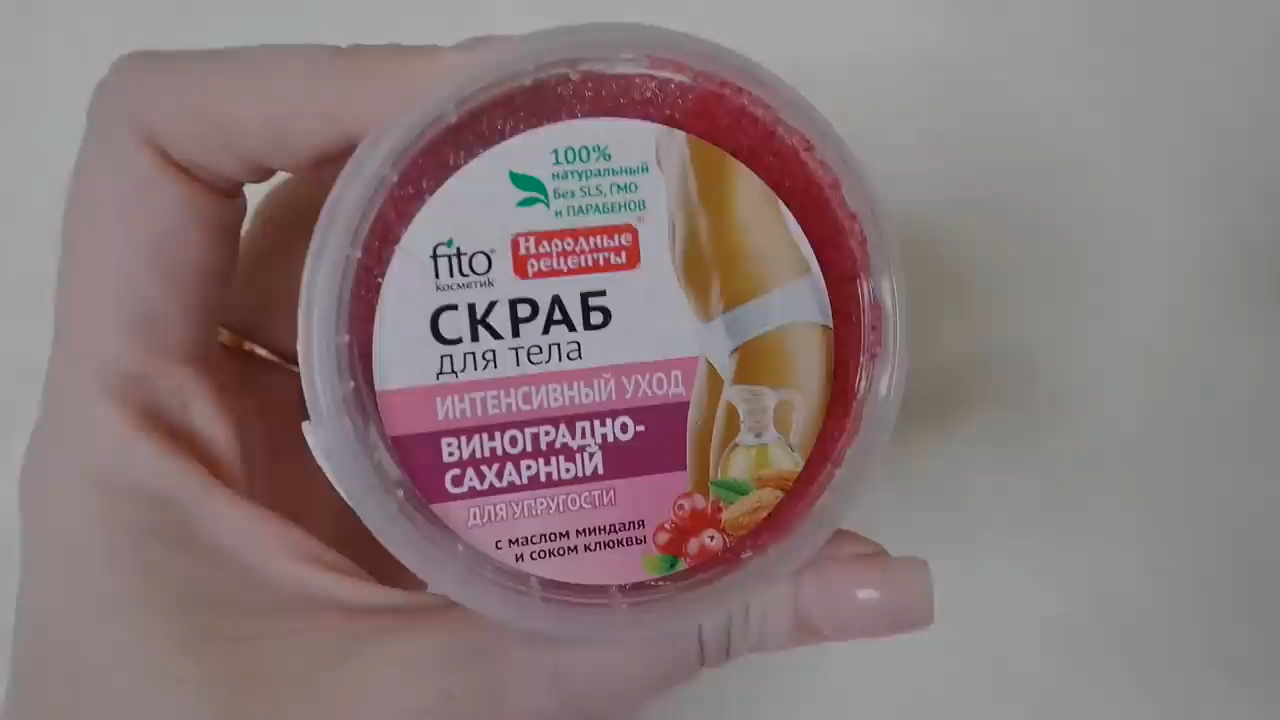 100%
натуральный
без SLS, ГМО
и ПАРАБЕНОВ
fito®
косметик
Народные
рецепты®
СКРАБ
для тела
ИНТЕНСИВНЫЙ УХОД
ВИНОГРАДНО-
САХАРНЫЙ
ДЛЯ УПРУГОСТИ
с маслом миндаля
и соком клюквы